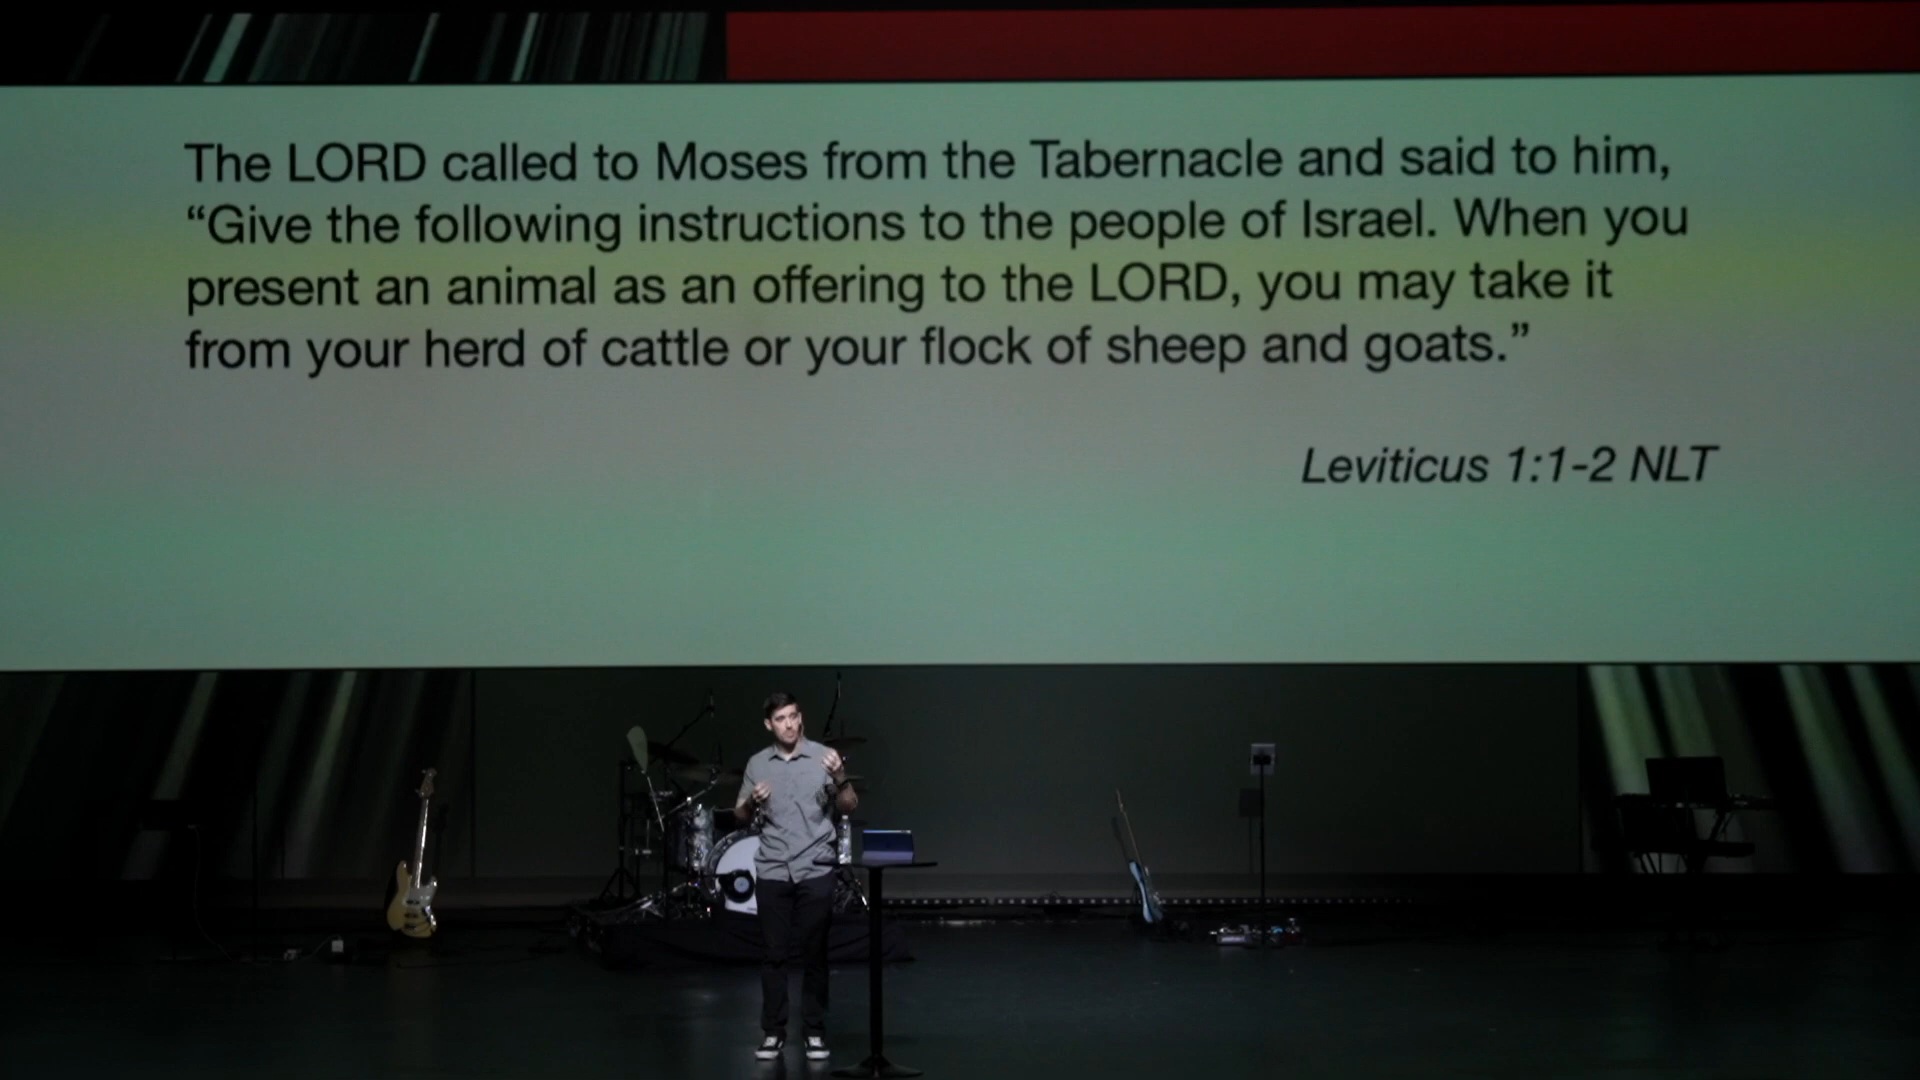 The LORD called to Moses from the Tabernacle and said to him,
“Give the following instructions to the people of Israel. When you
present an animal as an offering to the LORD, you may take it
from your herd of cattle or your flock of sheep and goats.”
Leviticus 1:1-2 NLT